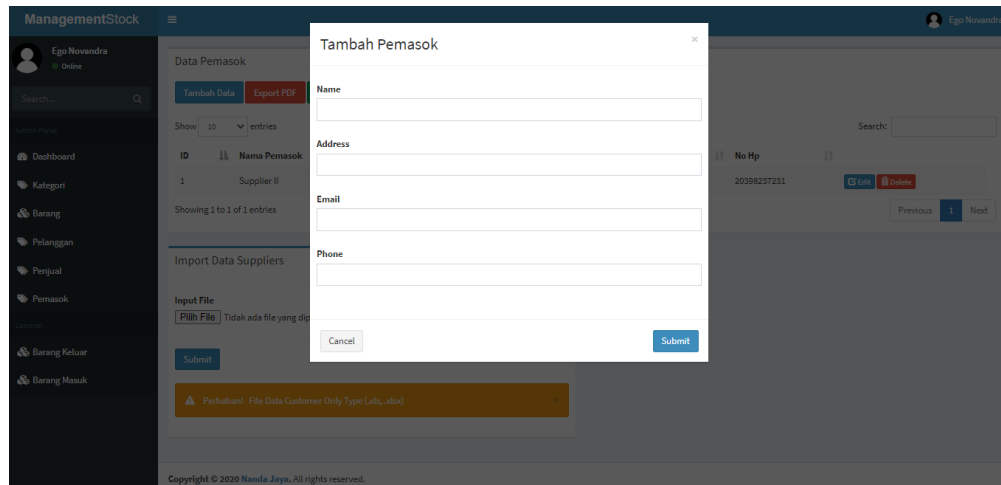 ManagementStock
Ego Novandra
Ego Novandra
Online
Search...
Admin Panel
Dashboard
Kategori
Barang
Pelanggan
Penjual
Pemasok
Laporan
Barang Keluar
Barang Masuk
Data Pemasok
Tambah Data
Export PDF
Show 10 entries
Search:
ID
Nama Pemasok
No Hp
1
Supplier II
20398237231
Edit
Delete
Showing 1 to 1 of 1 entries
Previous
1
Next
Import Data Suppliers
Input File
Pilih File Tidak ada file yang dip
Submit
Perhatian! File Data Customer Only Type (.xls, .xlsx)
×
Tambah Pemasok
×
Name
Address
Email
Phone
Cancel
Submit
Copyright © 2020 Nanda Jaya. All rights reserved.